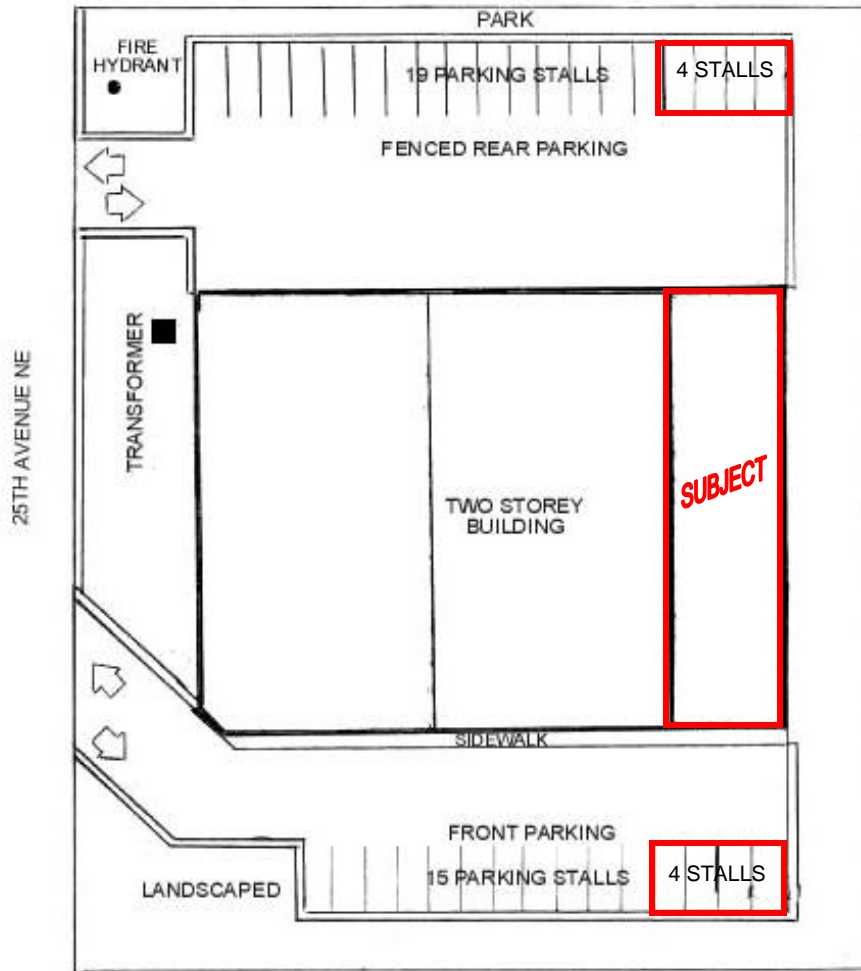 PARK
FIRE
HYDRANT
19 PARKING STALLS
4 STALLS
FENCED REAR PARKING
TRANSFORMER
25TH AVENUE NE
SUBJECT
TWO STOREY
BUILDING
SIDEWALK
FRONT PARKING
15 PARKING STALLS
4 STALLS
LANDSCAPED